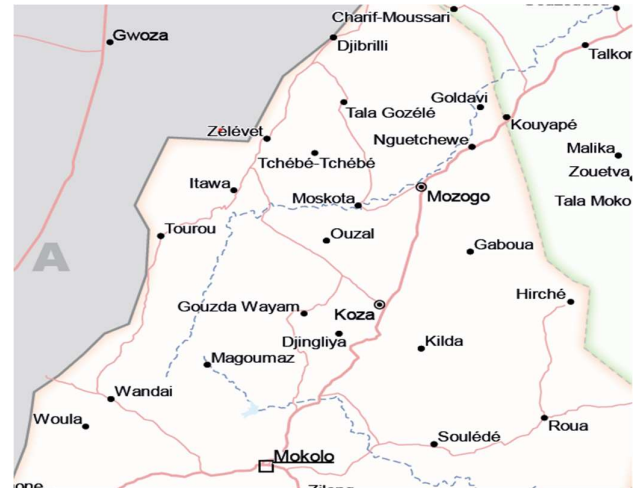 Charif-Moussari
Gwoza
Djibrilli
Talkor
Goldavi
Tala Gozélé
Kouyapé
Zélévet
Nguetchewe
Malika
Tchébé-Tchébé
Zouetva
Itawa
Mozogo
Tala Moko
Moskota
Tourou
Ouzal
Gaboua
A
Hirché
Gouzda Wayam
Koza
Djingliya
Kilda
Magoumaz
Wandai
Woula
Roua
Soulédé
Mokolo
one